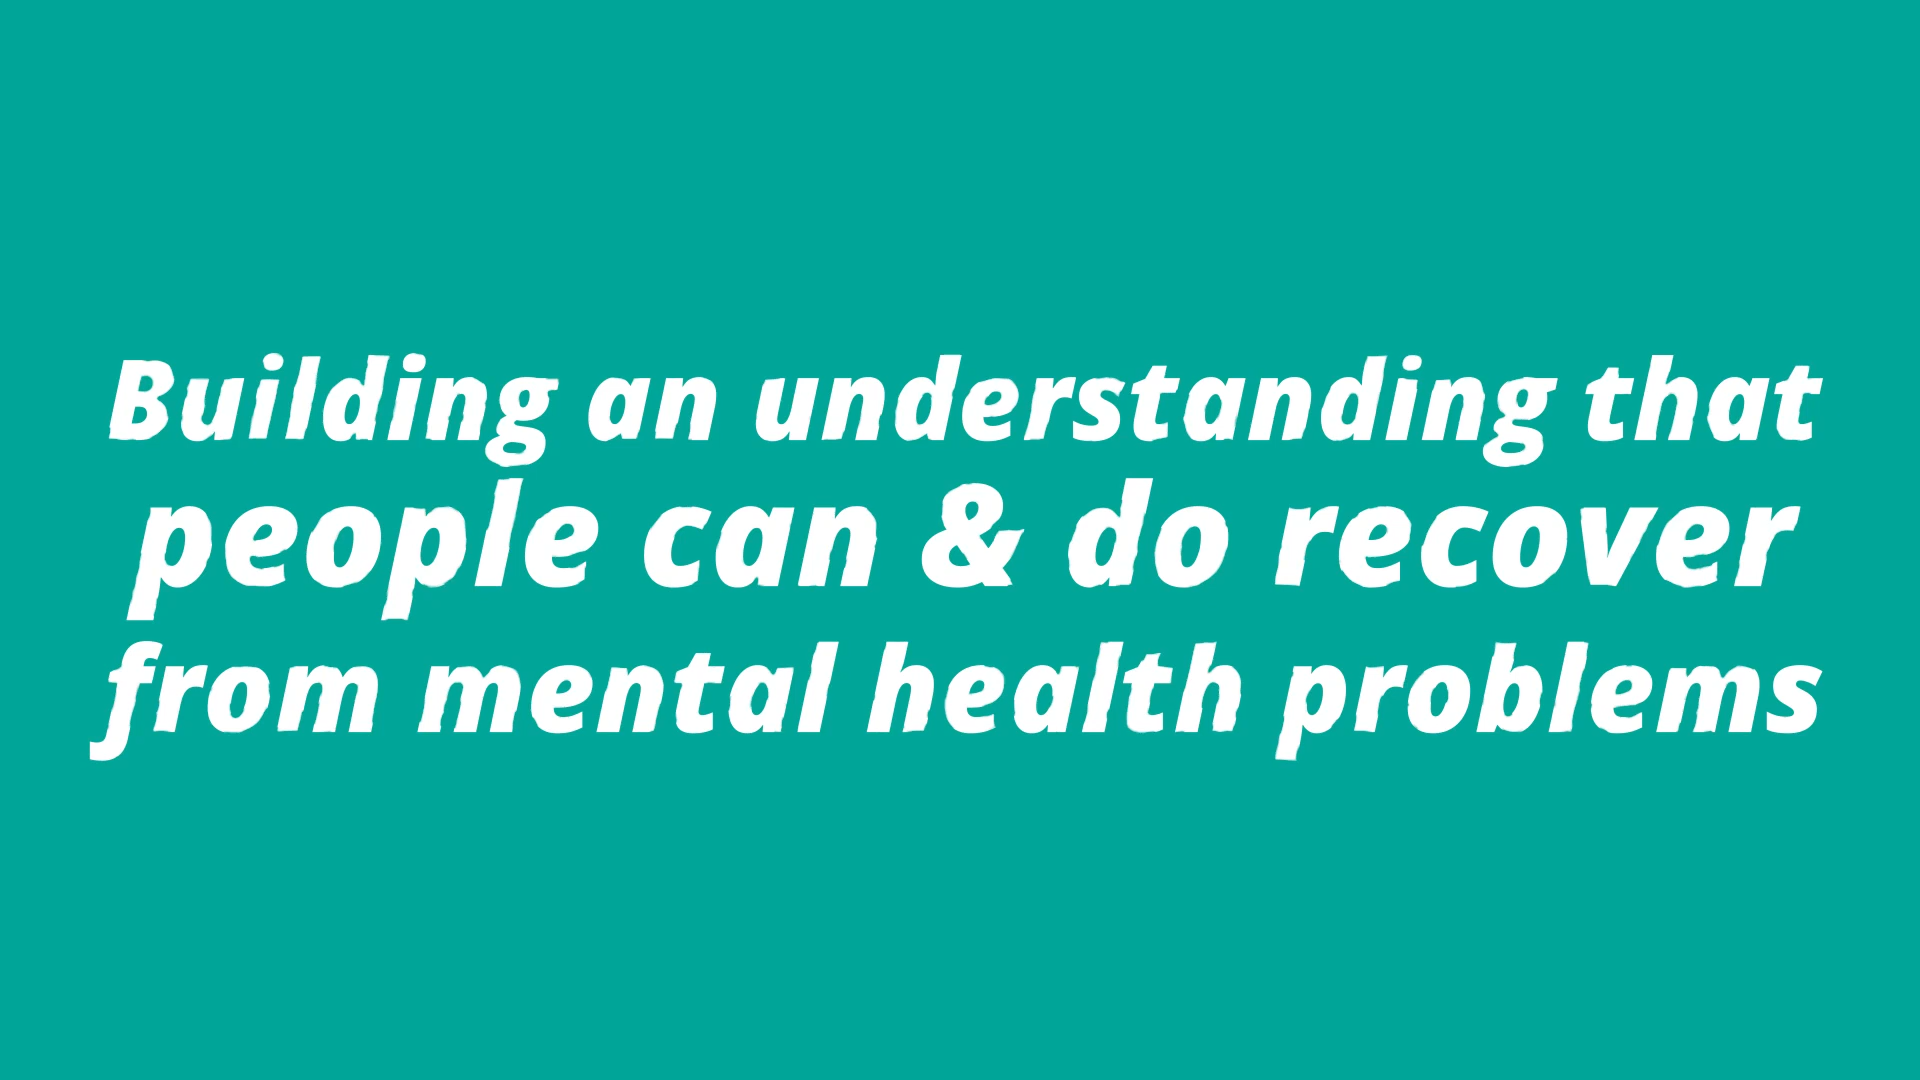 Building an understanding that
people can & do recover
from mental health problems